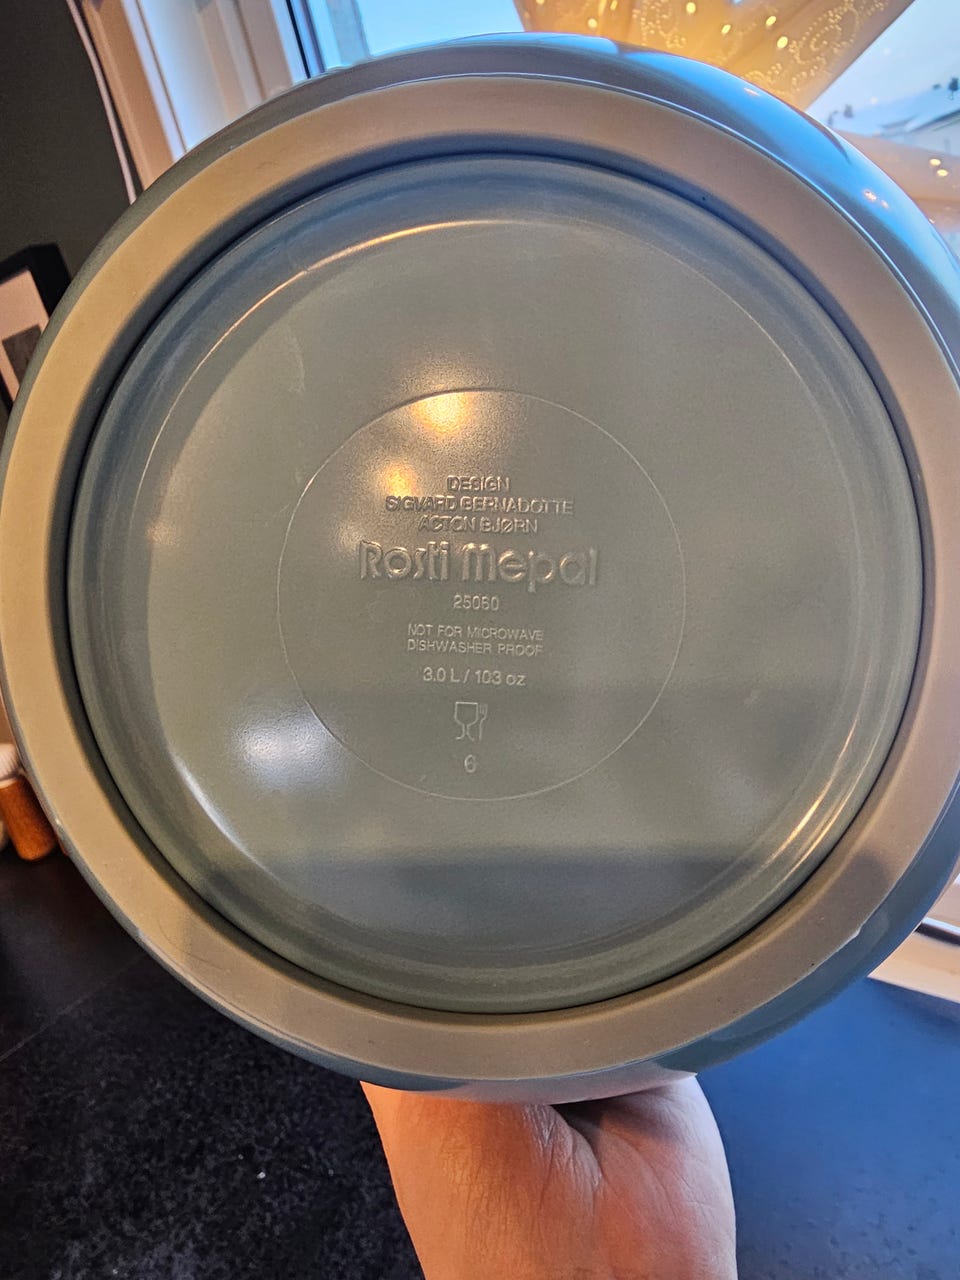 DESIGN
SIGVARD BERNADOTTE
ACTON BJØRN
Rosti Mepal
25060
NOT FOR MICROWAVE
DISHWASHER PROOF
3.0 L / 103 oz
6